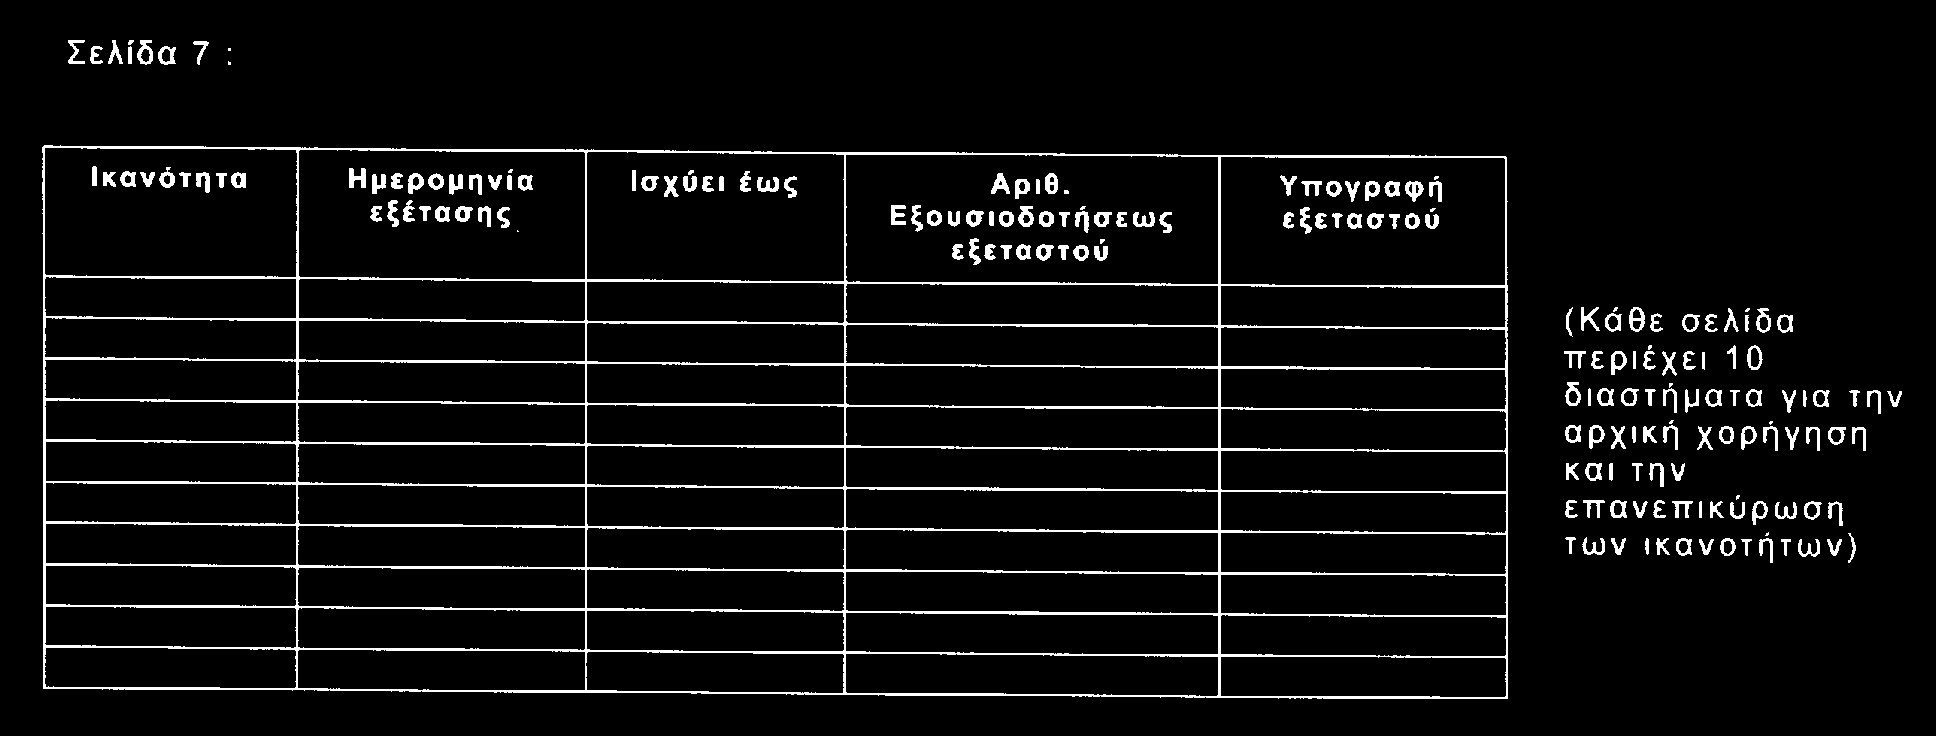 Σελίδα 7 :
Ικανότητα
Ημερομηνία
εξέτασης
Ισχύει έως
Αριθ.
Εξουσιοδοτήσεως
εξεταστού
Υπογραφή
εξεταστού
(Κάθε σελίδα
περιέχει 10
διαστήματα για την
αρχική χορήγηση
και την
επανεπικύρωση
των ικανοτήτων)